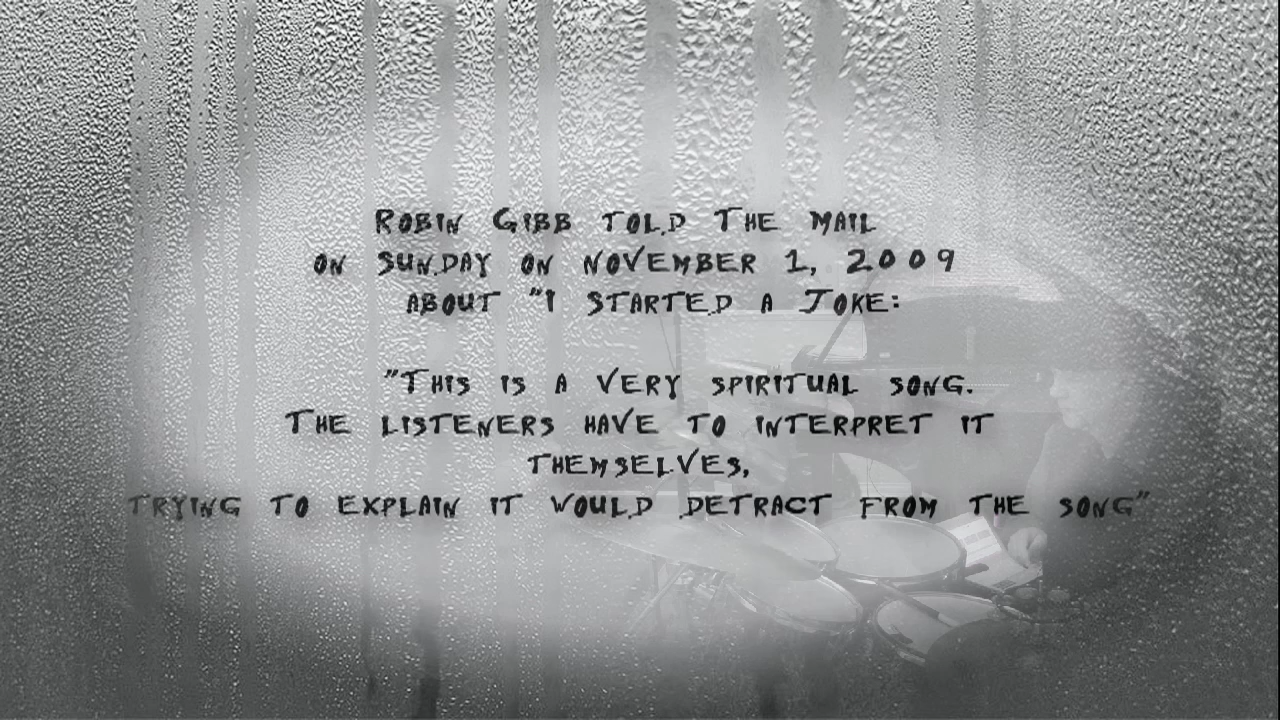 Robin Gibb told The Mail
on Sunday on November 1, 2009
about "I Started a Joke:
"This is a very spiritual song.
The listeners have to interpret it
themselves,
trying to explain it would detract from the song"